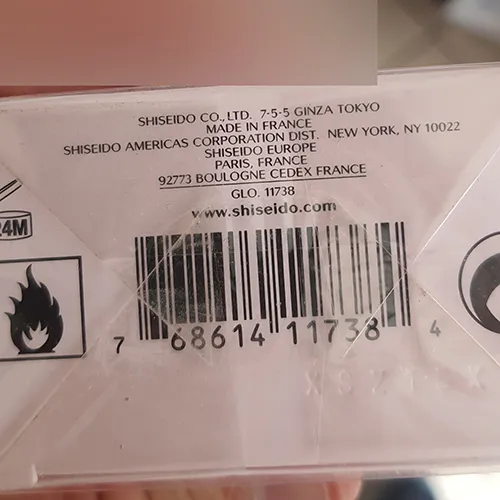 SHISEIDO CO., LTD. 7-5-5 GINZA TOKYO
MADE IN FRANCE
SHISEIDO AMERICAS CORPORATION DIST. NEW YORK, NY 10022
SHISEIDO EUROPE
PARIS, FRANCE
92773 BOULOGNE CEDEX FRANCE
GLO. 11738
www.shiseido.com
24M
7 68614 11738 4